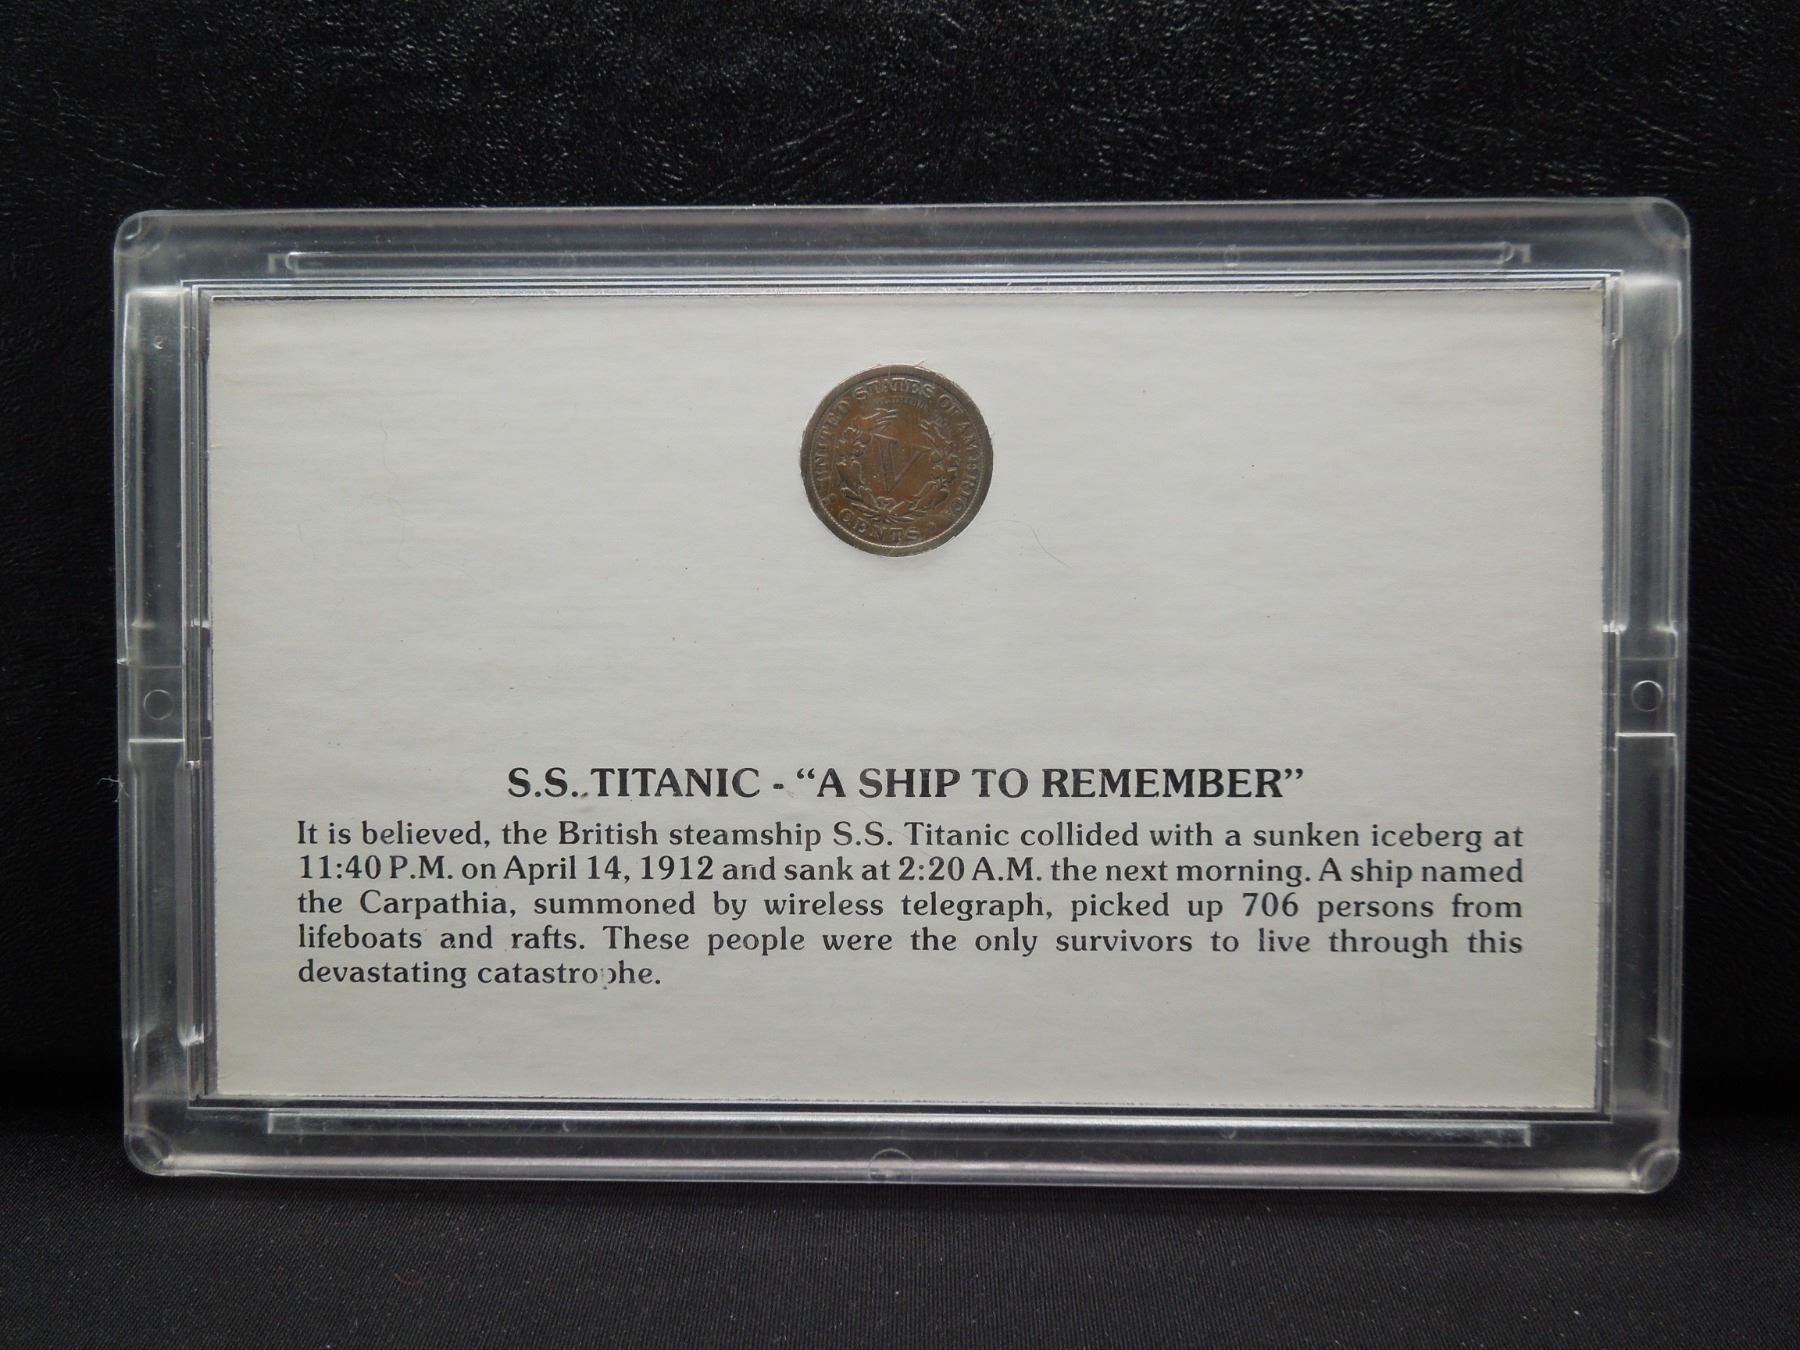 UNITED STATES OF AMERICA
V
CENTS
S.S. TITANIC - “A SHIP TO REMEMBER”
It is believed, the British steamship S.S. Titanic collided with a sunken iceberg at
11:40 P.M. on April 14, 1912 and sank at 2:20 A.M. the next morning. A ship named
the Carpathia, summoned by wireless telegraph, picked up 706 persons from
lifeboats and rafts. These people were the only survivors to live through this
devastating catastrophe.